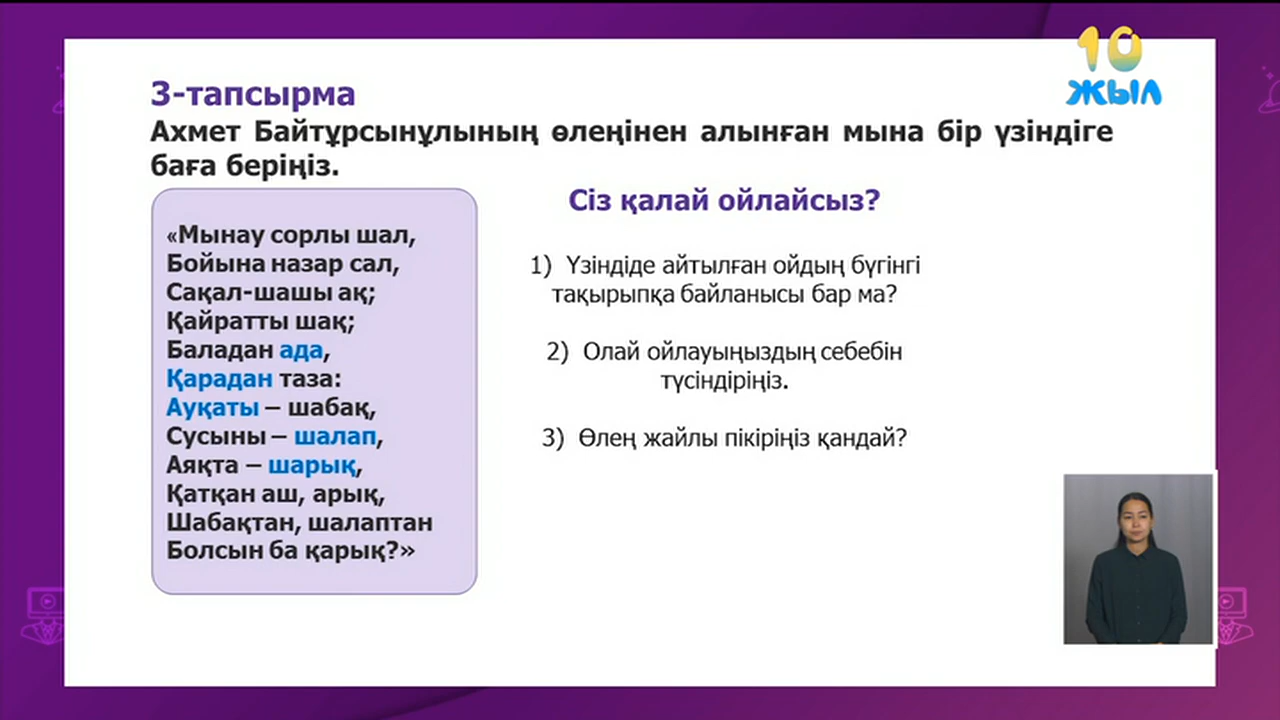 10
ЖЫЛ
3-тапсырма
Ахмет Байтұрсынұлының өлеңінен алынған мына бір үзіндіге
баға беріңіз.
«Мынау сорлы шал,
Бойына назар сал,
Сақал-шашы ақ;
Қайратты шақ;
Баладан ада,
Қарадан таза:
Ауқаты – шабақ,
Сусыны – шалап,
Аяқта – шарық,
Қатқан аш, арық,
Шабақтан, шалаптан
Болсын ба қарық?»
Сіз қалай ойлайсыз?
1) Үзіндіде айтылған ойдың бүгінгі
тақырыпқа байланысы бар ма?
2) Олай ойлауыңыздың себебін
түсіндіріңіз.
3) Өлең жайлы пікіріңіз қандай?